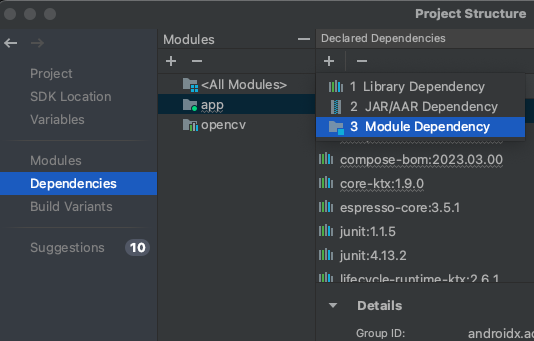 Project Structure
Project
SDK Location
Variables
Modules
Dependencies
Build Variants
Suggestions 10
Modules
<All Modules>
app
opencv
Declared Dependencies
1 Library Dependency
2 JAR/AAR Dependency
3 Module Dependency
compose-bom:2023.03.00
core-ktx:1.9.0
espresso-core:3.5.1
junit:1.1.5
junit:4.13.2
lifecycle-runtime-ktx:2.6.1
Details
Group ID: androidx.ac